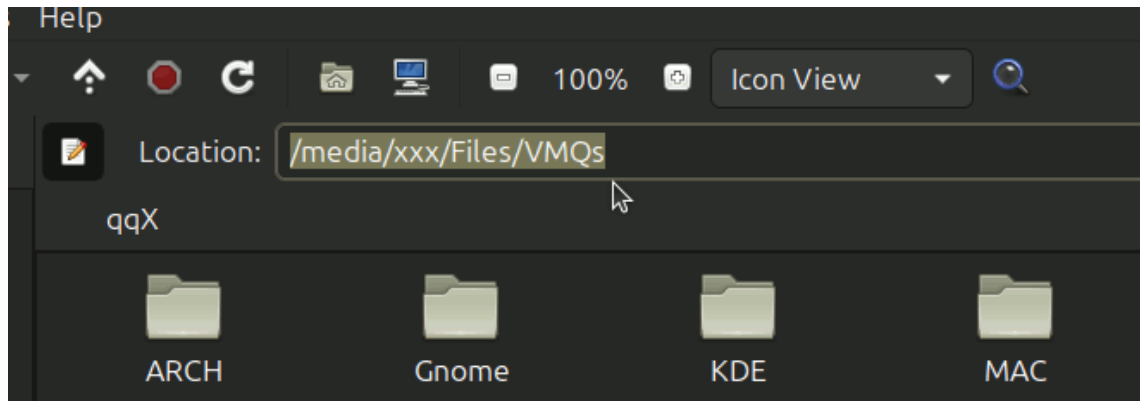 Help
100% Icon View
Location: /media/xxx/Files/VMQs
qqX
ARCH Gnome KDE MAC